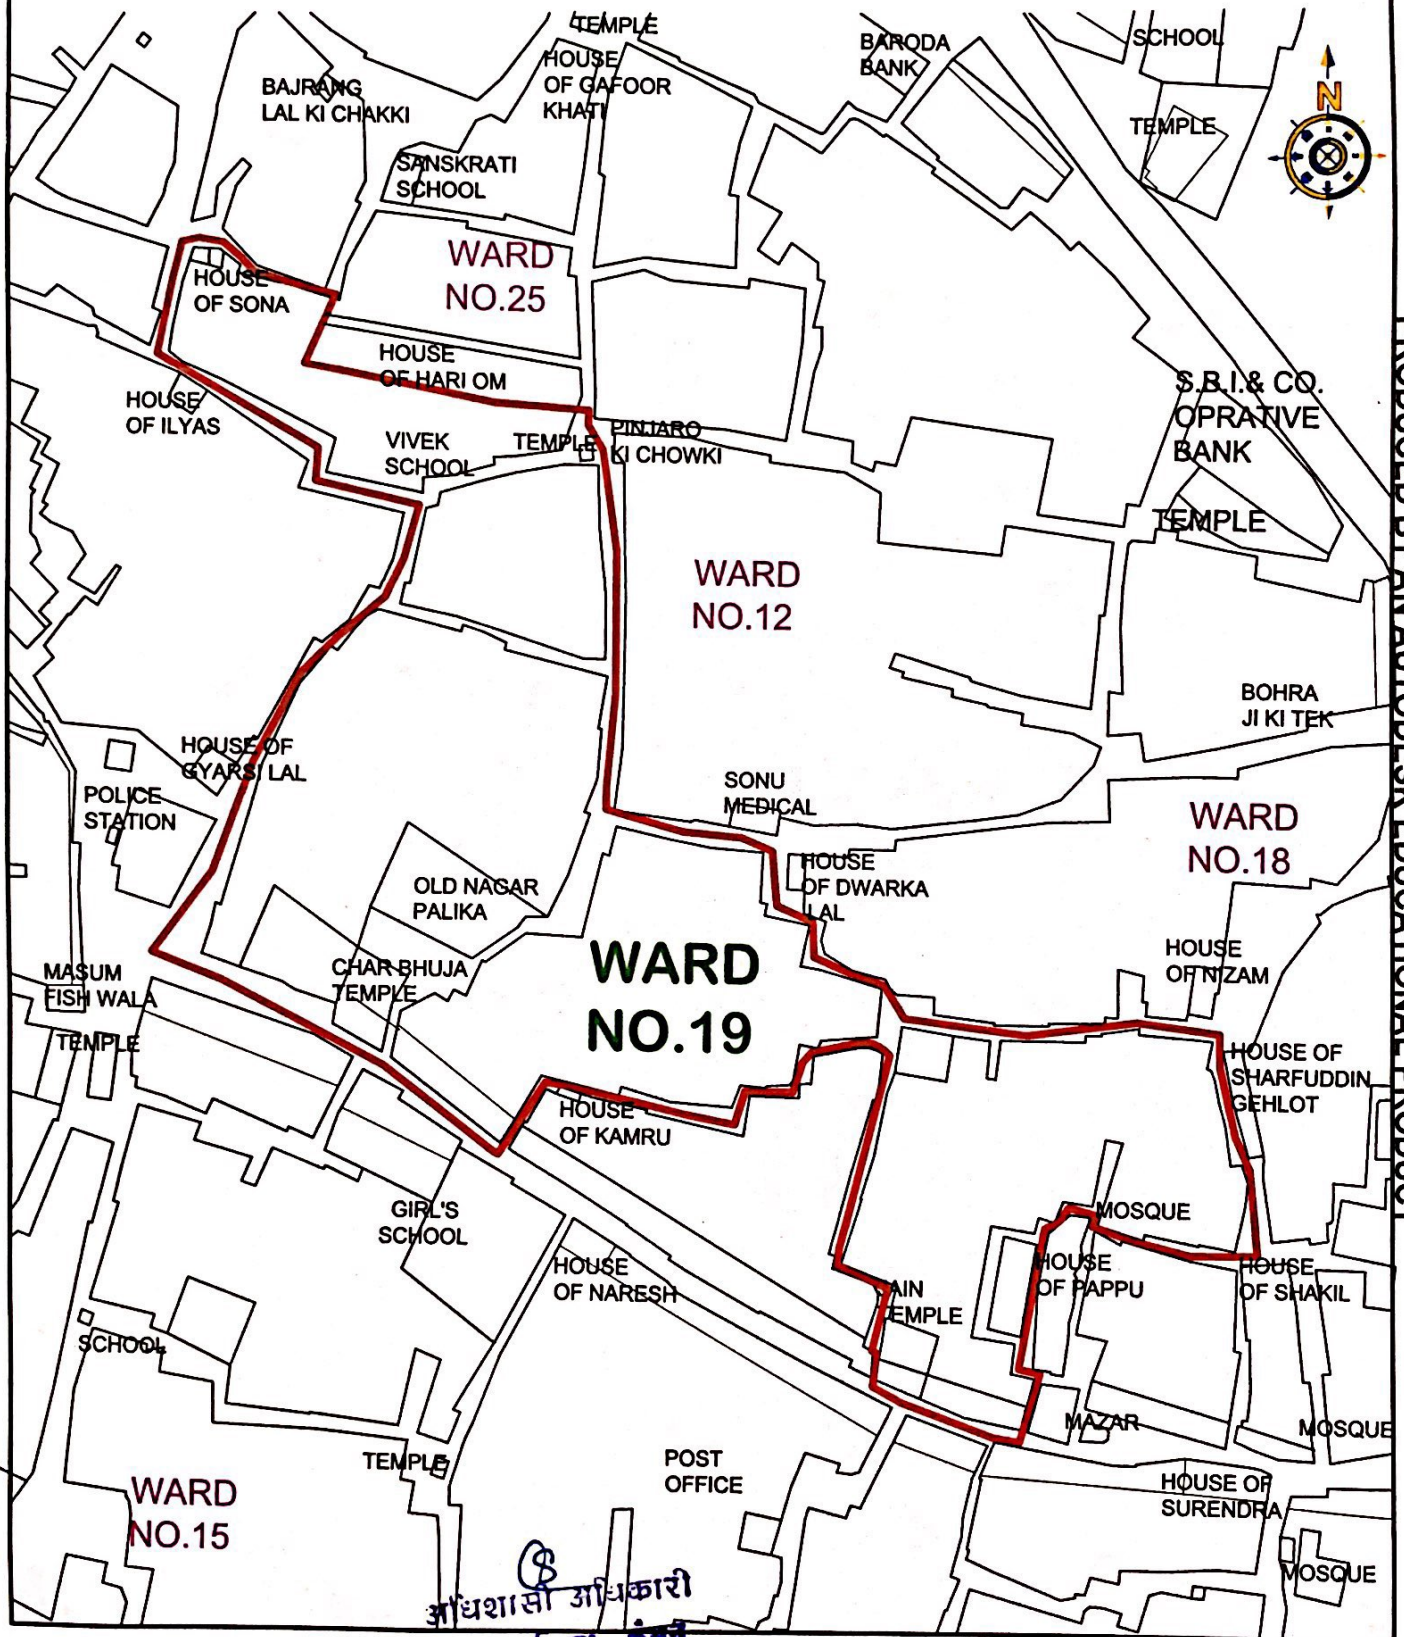 TEMPLE
BARODA
BANK
SCHOOL
HOUSE
OF GAFOOR
KHATI
BAJRANG
LAL KI CHAKKI
N
TEMPLE
SANSKRATI
SCHOOL
WARD
NO.25
HOUSE
OF SONA
HOUSE
OF HARI OM
S.B.I.& CO.
OPRATIVE
BANK
HOUSE
OF ILYAS
VIVEK
SCHOOL
TEMPLE
PINJARO
KI CHOWKI
TEMPLE
WARD
NO.12
BOHRA
JI KI TEK
HOUSE OF
GYARSI LAL
POLICE
STATION
SONU
MEDICAL
WARD
NO.18
HOUSE
OF DWARKA
LAL
OLD NAGAR
PALIKA
WARD
NO.19
HOUSE
OF NIZAM
CHAR BHUJA
TEMPLE
MASUM
FISH WALA
TEMPLE
HOUSE OF
SHARFUDDIN
GEHLOT
HOUSE
OF KAMRU
GIRL'S
SCHOOL
MOSQUE
HOUSE
OF NARESH
HOUSE
OF PAPPU
HOUSE
OF SHAKIL
AIN
EMPLE
SCHOOL
MAZAR
MOSQUE
TEMPLE
POST
OFFICE
HOUSE OF
SURENDRA
WARD
NO.15
MOSQUE
अधिशासी अधिकारी